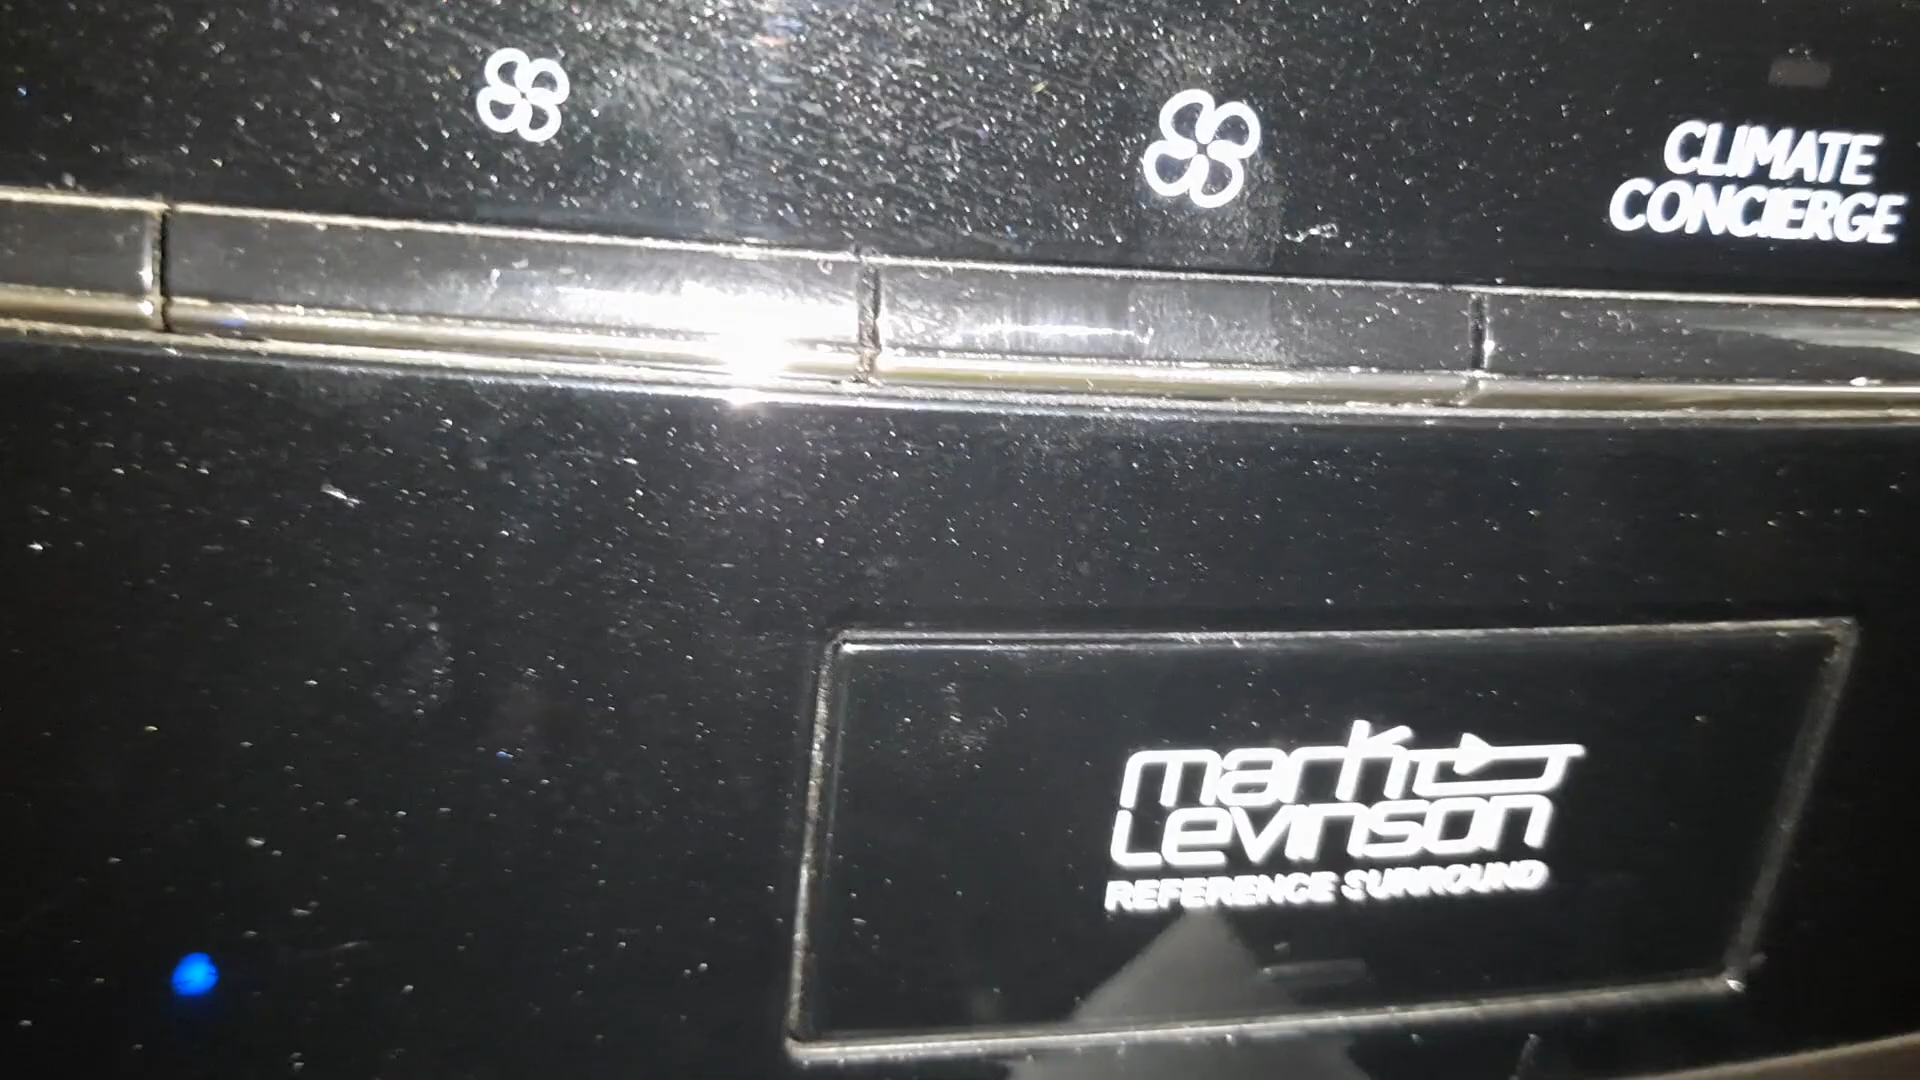 CLIMATE
CONCIERGE
mark
Levinson
REFERENCE SURROUND